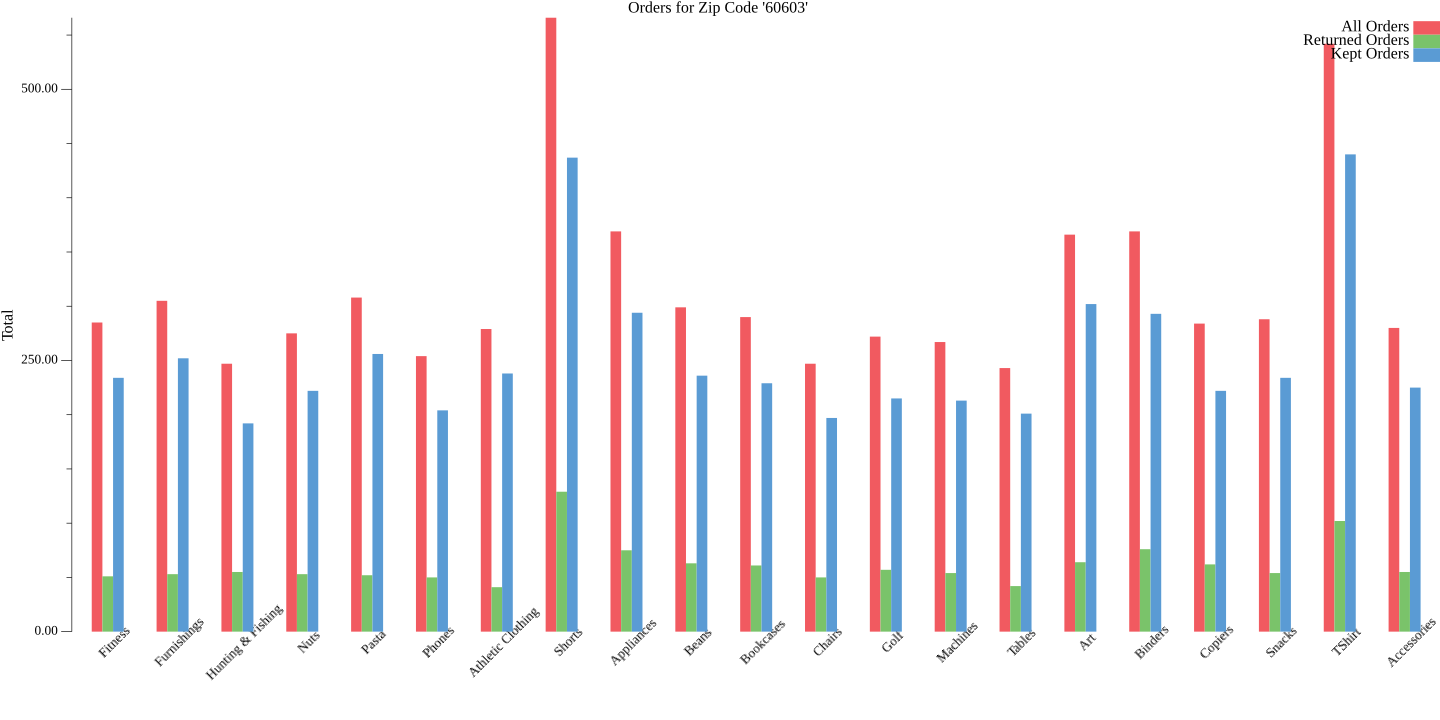 Orders for Zip Code '60603'
All Orders
Returned Orders
Kept Orders
500.00
250.00
0.00
Total
Fitness
Furnishings
Hunting & Fishing
Nuts
Pasta
Phones
Athletic Clothing
Shorts
Appliances
Beans
Bookcases
Chairs
Golf
Machines
Tables
Art
Binders
Copiers
Snacks
TShirt
Accessories